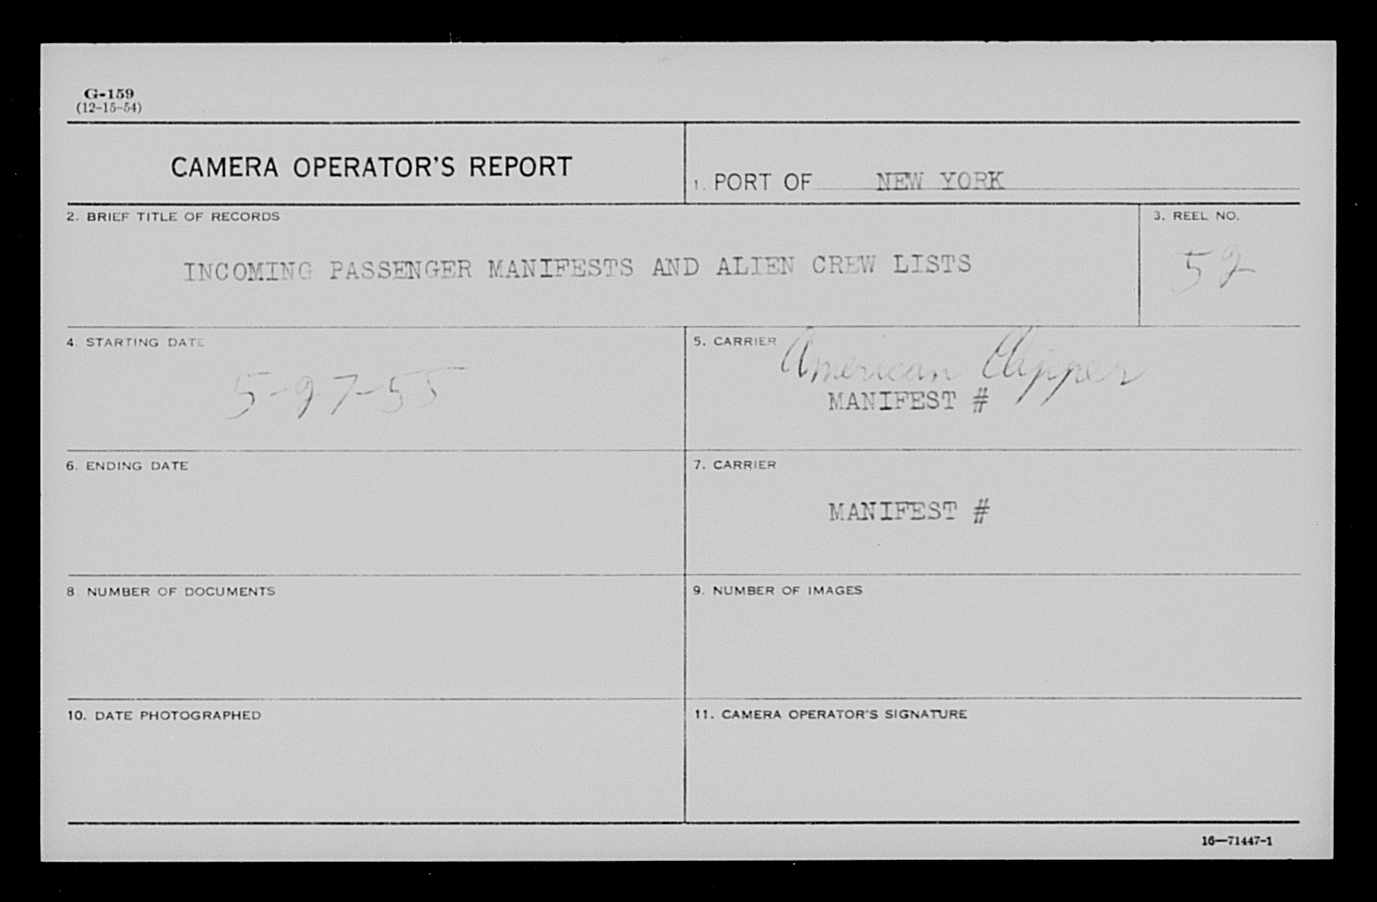 G-159
(12-15-54)
CAMERA OPERATOR'S REPORT
1. PORT OF NEW YORK
2. BRIEF TITLE OF RECORDS
INCOMING PASSENGER MANIFESTS AND ALIEN CREW LISTS
3. REEL NO.
52
4. STARTING DATE
5-27-55
5. CARRIER American Clipper
MANIFEST #
6. ENDING DATE
7. CARRIER
MANIFEST #
8. NUMBER OF DOCUMENTS
9. NUMBER OF IMAGES
10. DATE PHOTOGRAPHED
11. CAMERA OPERATOR'S SIGNATURE
16—71447-1